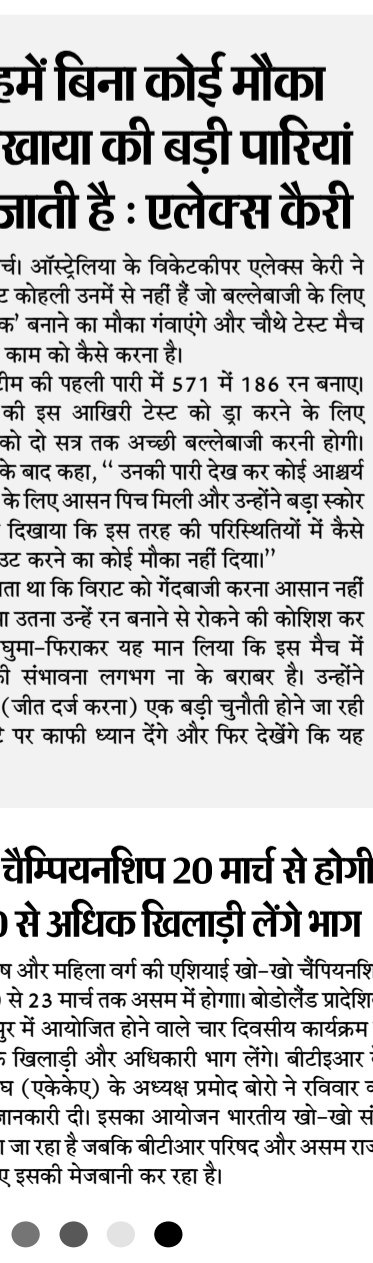 हमें बिना कोई मौका
खाया की बड़ी पारियां
जाती है : एलेक्स कैरी
र्च। ऑस्ट्रेलिया के विकेटकीपर एलेक्स केरी ने
ट कोहली उनमें से नहीं हैं जो बल्लेबाजी के लिए
क' बनाने का मौका गंवाएंगे और चौथे टेस्ट मैच
काम को कैसे करना है।
टीम की पहली पारी में 571 में 186 रन बनाए।
की इस आखिरी टेस्ट को ड्रा करने के लिए
को दो सत्र तक अच्छी बल्लेबाजी करनी होगी।
के बाद कहा, ‘‘ उनकी पारी देख कर कोई आश्चर्य
के लिए आसन पिच मिली और उन्होंने बड़ा स्कोर
दिखाया कि इस तरह की परिस्थितियों में कैसे
उट करने का कोई मौका नहीं दिया।’’
ता था कि विराट को गेंदबाजी करना आसान नहीं
ा उतना उन्हें रन बनाने से रोकने की कोशिश कर
घुमा-फिराकर यह मान लिया कि इस मैच में
ी संभावना लगभग ना के बराबर है। उन्होंने
(जीत दर्ज करना) एक बड़ी चुनौती होने जा रही
टे पर काफी ध्यान देंगे और फिर देखेंगे कि यह
चैम्पियनशिप 20 मार्च से होगी
0 से अधिक खिलाड़ी लेंगे भाग
ष और महिला वर्ग की एशियाई खो-खो चैंपियनशि
से 23 मार्च तक असम में होगाा। बोडोलैंड प्रादेशि
पुर में आयोजित होने वाले चार दिवसीय कार्यक्रम
क खिलाड़ी और अधिकारी भाग लेंगे। बीटीइआर
घ (एकेकेए) के अध्यक्ष प्रमोद बोरो ने रविवार क
जानकारी दी। इसका आयोजन भारतीय खो-खो सं
ा जा रहा है जबकि बीटीआर परिषद और असम राज
ए इसकी मेजबानी कर रहा है।